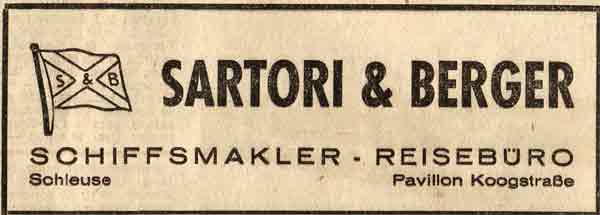 S & B
SARTORI & BERGER
SCHIFFSMAKLER - REISEBÜRO
Schleuse Pavillon Koogstraße